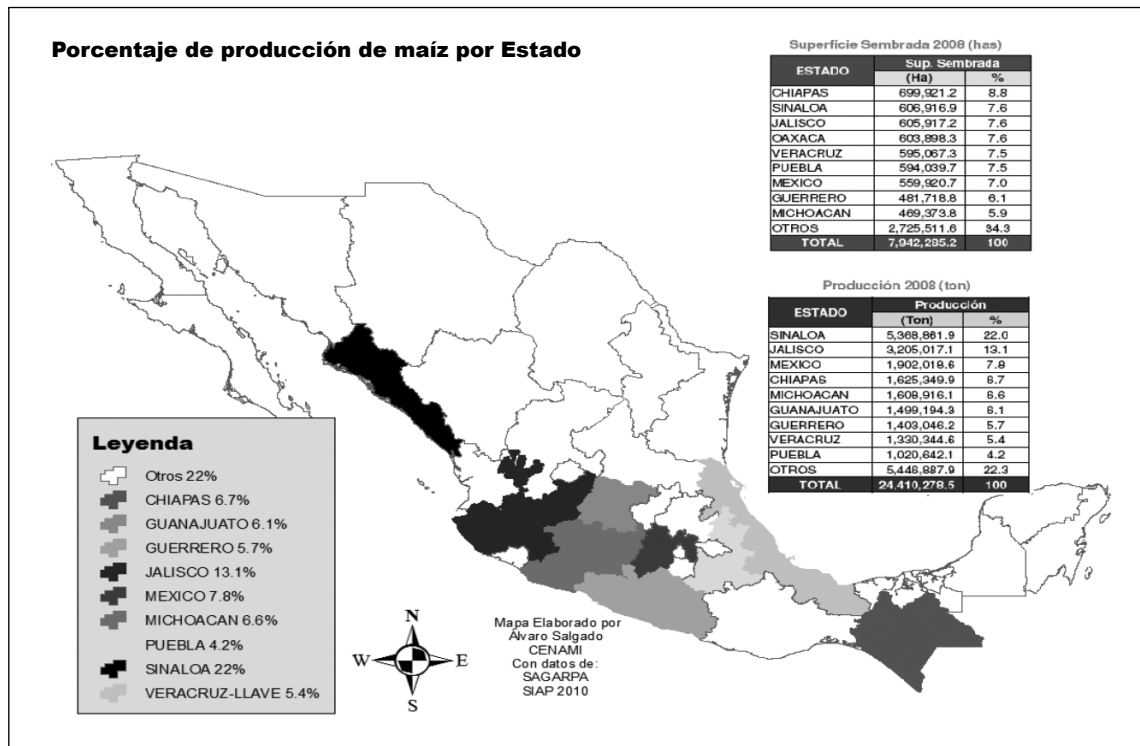 Porcentaje de producción de maíz por Estado
Superficie Sembrada 2008 (has)
ESTADO Sup. Sembrada
(Ha) %
CHIAPAS 699,921.2 8.8
SINALOA 606,916.9 7.6
JALISCO 605,917.2 7.6
OAXACA 603,898.3 7.6
VERACRUZ 595,067.3 7.5
PUEBLA 594,039.7 7.5
MEXICO 559,920.7 7.0
GUERRERO 481,718.8 6.1
MICHOACAN 469,373.8 5.9
OTROS 2,725,511.6 34.3
TOTAL 7,942,285.2 100
Producción 2008 (ton)
ESTADO Producción
(Ton) %
SINALOA 5,368,861.9 22.0
JALISCO 3,205,017.1 13.1
MEXICO 1,902,018.6 7.8
CHIAPAS 1,625,349.9 6.7
MICHOACAN 1,608,916.1 6.6
GUANAJUATO 1,499,194.3 6.1
GUERRERO 1,403,046.2 5.7
VERACRUZ 1,330,344.6 5.4
PUEBLA 1,020,642.1 4.2
OTROS 5,446,887.9 22.3
TOTAL 24,410,278.5 100
Leyenda
Otros 22%
CHIAPAS 6.7%
GUANAJUATO 6.1%
GUERRERO 5.7%
JALISCO 13.1%
MEXICO 7.8%
MICHOACAN 6.6%
PUEBLA 4.2%
SINALOA 22%
VERACRUZ-LLAVE 5.4%
N
W E
S
Mapa Elaborado por
Álvaro Salgado
CENAMI
Con datos de:
SAGARPA
SIAP 2010